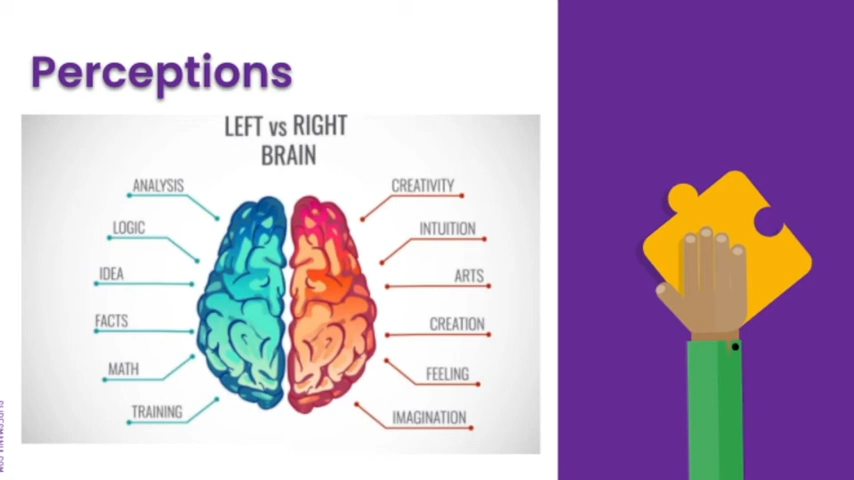 Perceptions
LEFT vs RIGHT
BRAIN
ANALYSIS
LOGIC
IDEA
FACTS
MATH
TRAINING
CREATIVITY
INTUITION
ARTS
CREATION
FEELING
IMAGINATION